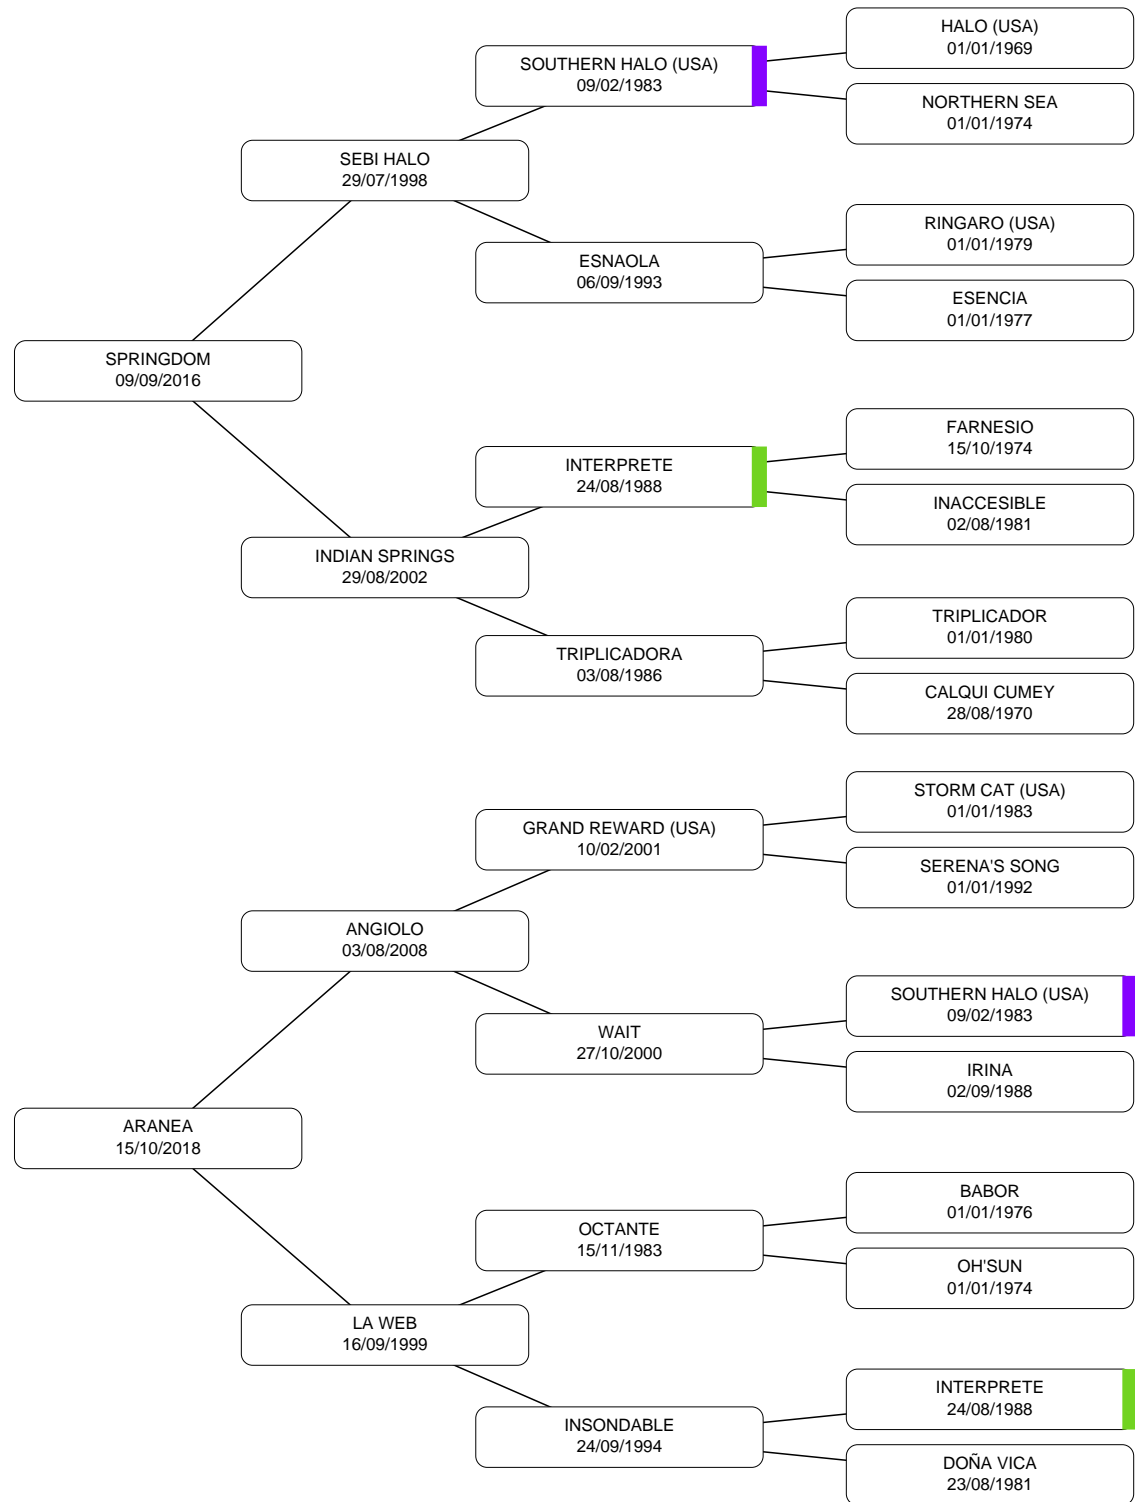 HALO (USA)
01/01/1969
SOUTHERN HALO (USA)
09/02/1983
NORTHERN SEA
01/01/1974
SEBI HALO
29/07/1998
RINGARO (USA)
01/01/1979
ESNAOLA
06/09/1993
ESENCIA
01/01/1977
SPRINGDOM
09/09/2016
FARNESIO
15/10/1974
INTERPRETE
24/08/1988
INACCESIBLE
02/08/1981
INDIAN SPRINGS
29/08/2002
TRIPLICADOR
01/01/1980
TRIPLICADORA
03/08/1986
CALQUI CUMEY
28/08/1970
STORM CAT (USA)
01/01/1983
GRAND REWARD (USA)
10/02/2001
SERENA'S SONG
01/01/1992
ANGIOLO
03/08/2008
SOUTHERN HALO (USA)
09/02/1983
WAIT
27/10/2000
IRINA
02/09/1988
ARANEA
15/10/2018
BABOR
01/01/1976
OCTANTE
15/11/1983
OH'SUN
01/01/1974
LA WEB
16/09/1999
INTERPRETE
24/08/1988
INSONDABLE
24/09/1994
DOÑA VICA
23/08/1981